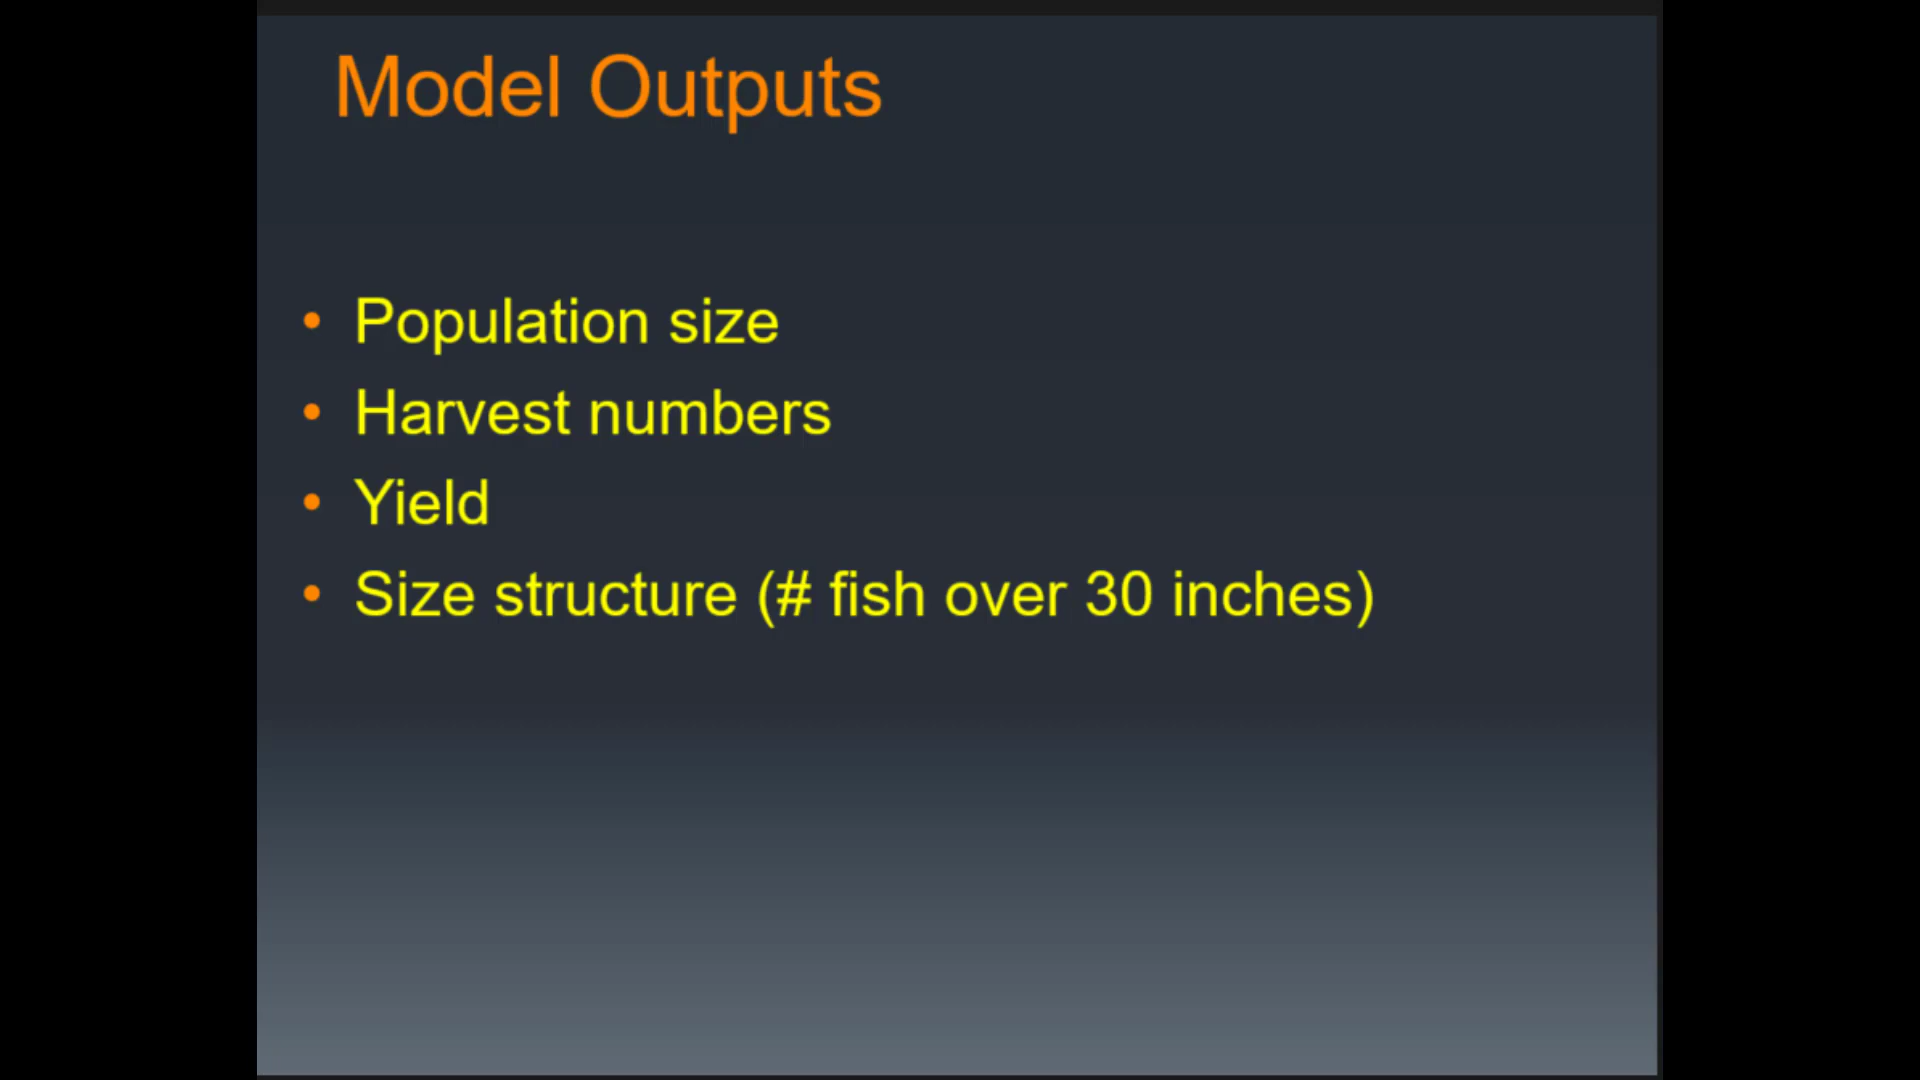 Model Outputs
• Population size
• Harvest numbers
• Yield
• Size structure (# fish over 30 inches)